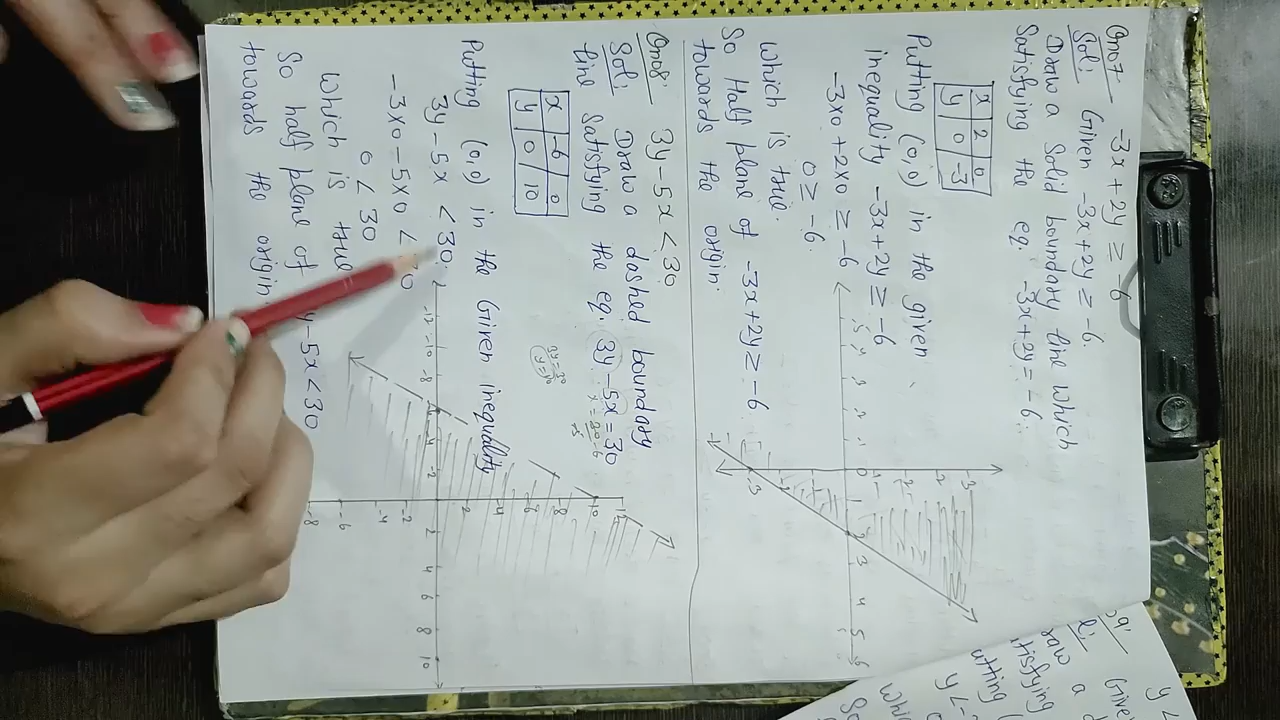 Qno7 -3x + 2y ≥ -6
Sol: Given -3x+2y ≥ -6.
Draw a Solid boundary line which
Satisfying the eq. -3x+2y = -6.
x 2 0
y 0 -3
Putting (0,0) in the given
inequality -3x+2y ≥ -6
-3x0 + 2x0 ≥ -6
0 ≥ -6
which is true.
So Half plane of -3x+2y ≥ -6
towards the origin.
Qno8: 3y - 5x < 30
Sol: Draw a dashed boundary
line satisfying the eq. 3y - 5x = 30
x -6 0
y 0 10
Putting (0,0) in the Given inequality
3y - 5x < 30
-3x0 - 5x0 < 30
0 < 30
which is true
So half plane of y-5x<30
towards the origin